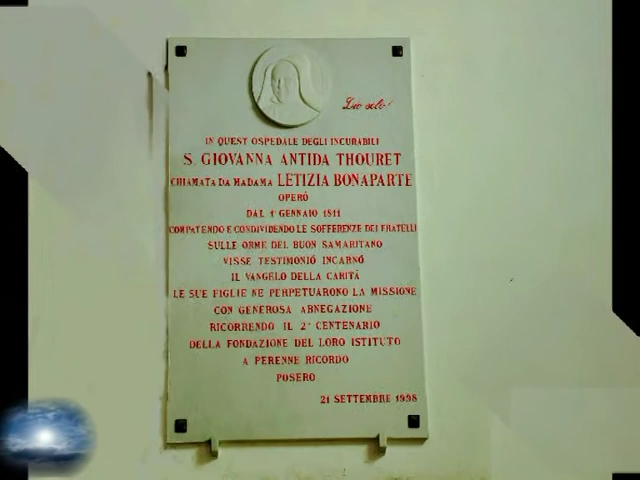 Dio solo!
IN QUEST OSPEDALE DEGLI INCURABILI
S. GIOVANNA ANTIDA THOURET
CHIAMATA DA MADAMA LETIZIA BONAPARTE
OPERÒ
DAL 1° GENNAIO 1811
COMPATENDO E CONDIVIDENDO LE SOFFERENZE DEI FRATELLI
SULLE ORME DEL BUON SAMARITANO
VISSE TESTIMONIÓ INCARNÓ
IL VANGELO DELLA CARITÀ
LE SUE FIGLIE NE PERPETUARONO LA MISSIONE
CON GENEROSA ABNEGAZIONE
RICORRENDO IL 2° CENTENARIO
DELLA FONDAZIONE DEL LORO ISTITUTO
A PERENNE RICORDO
POSERO
21 SETTEMBRE 1998